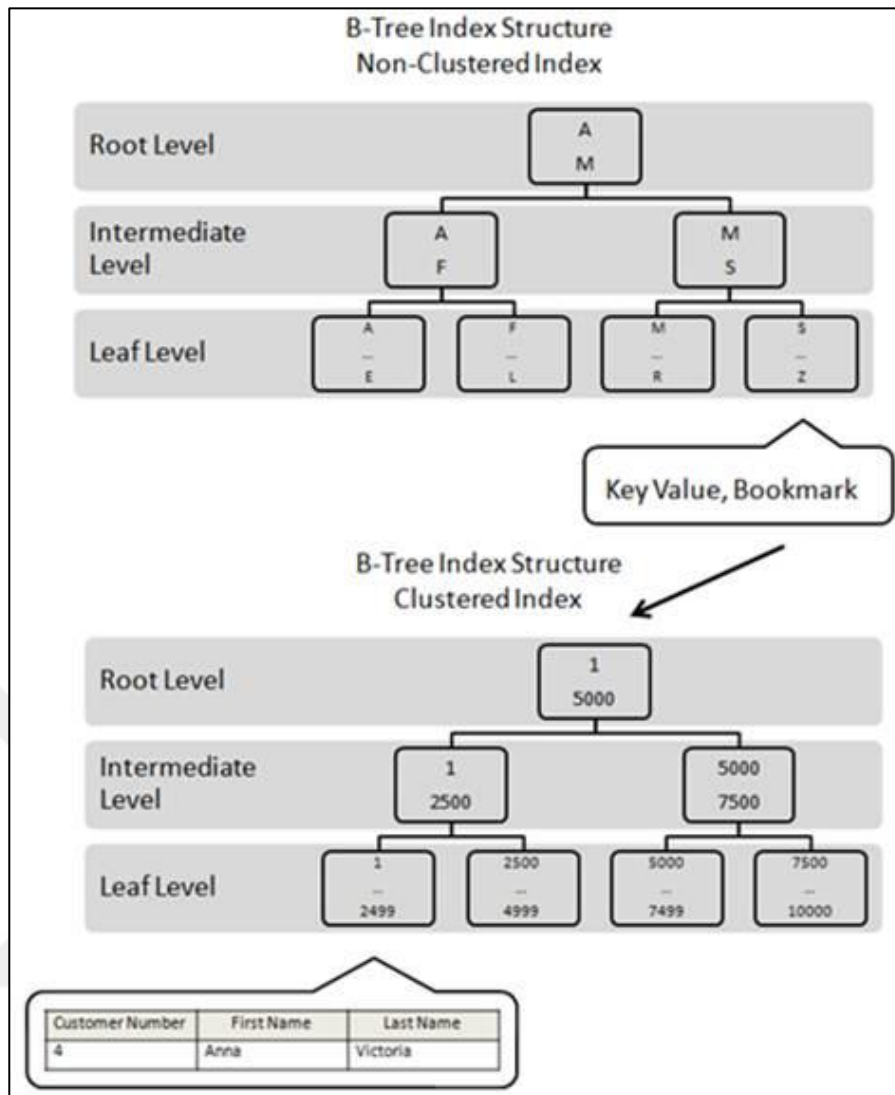 B-Tree Index Structure
Non-Clustered Index
Root Level
A
M
Intermediate
Level
A
F
M
S
Leaf Level
A
...
E
F
...
L
M
...
R
S
...
Z
Key Value, Bookmark
B-Tree Index Structure
Clustered Index
Root Level
1
5000
Intermediate
Level
1
2500
5000
7500
Leaf Level
1
...
2499
2500
...
4999
5000
...
7499
7500
...
10000
Customer Number First Name Last Name
4 Anna Victoria